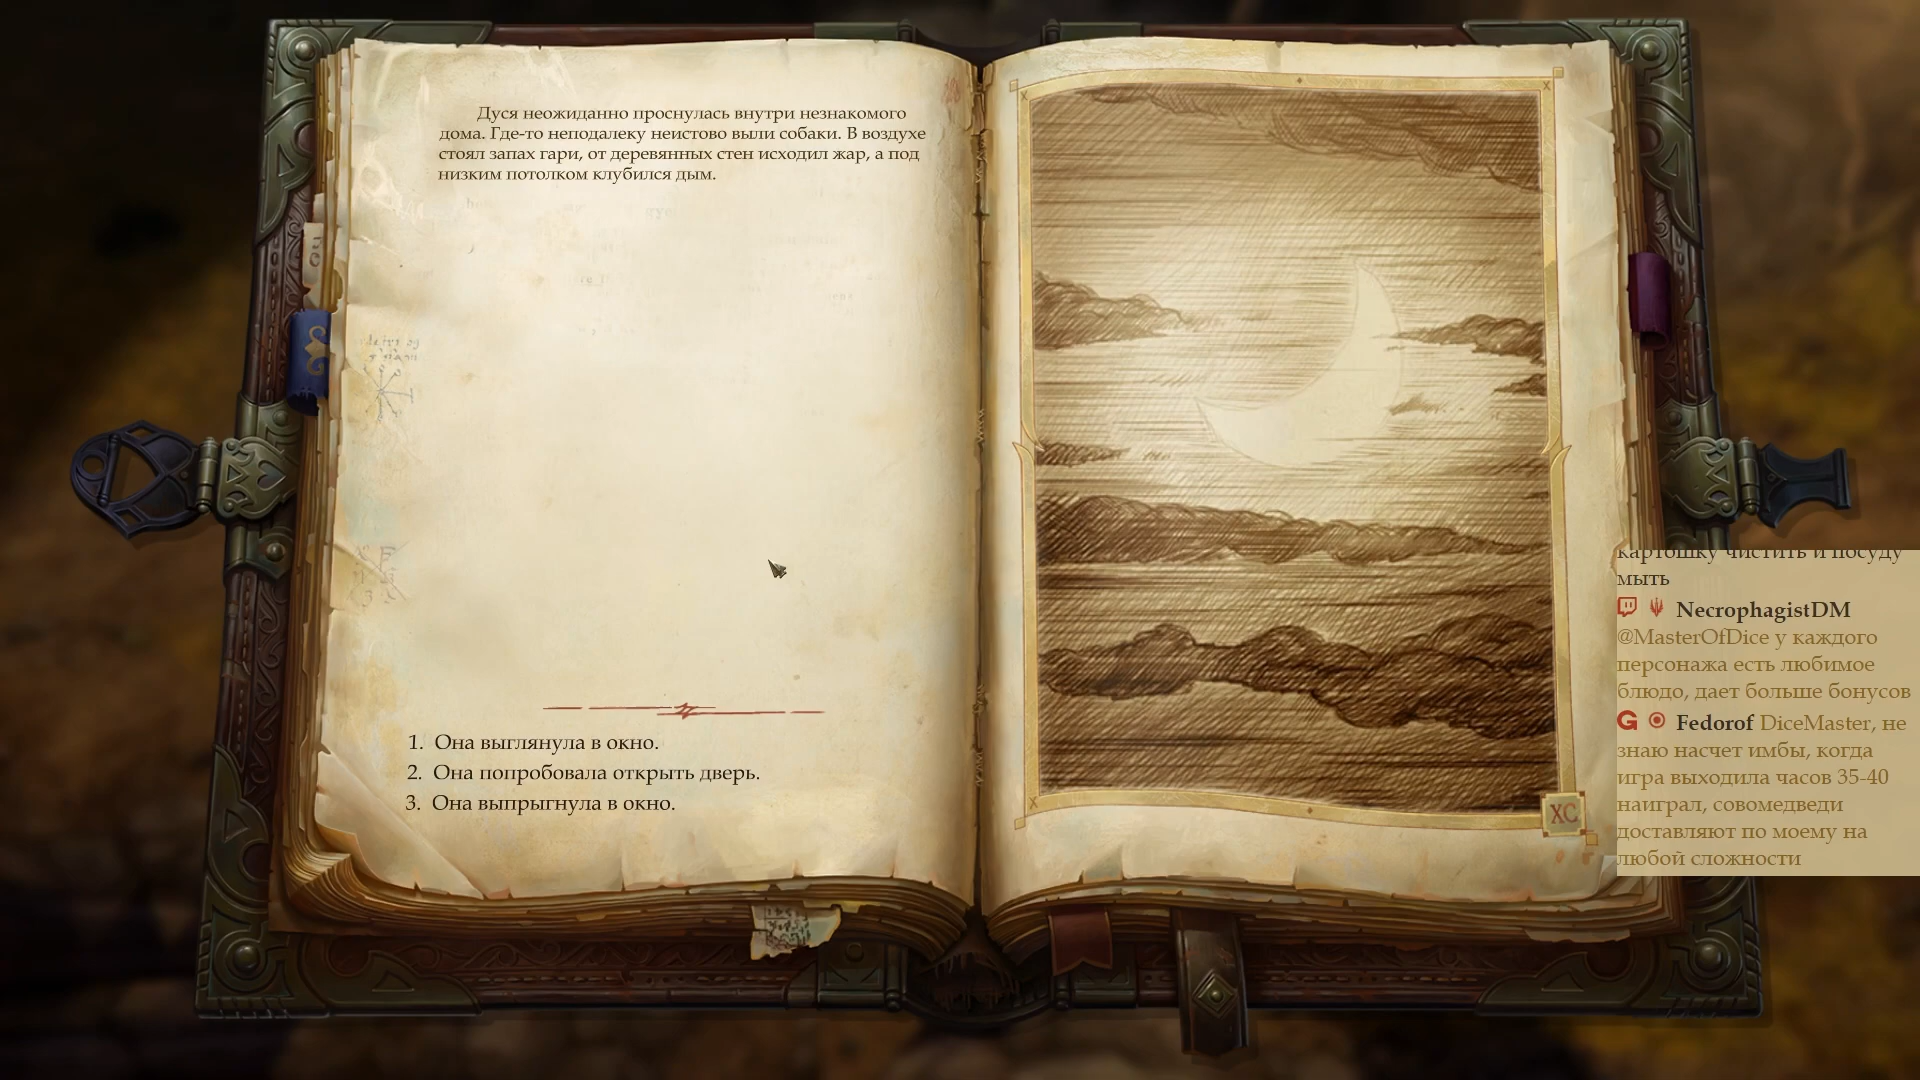 Дуся неожиданно проснулась внутри незнакомого
дома. Где-то неподалеку неистово выли собаки. В воздухе
стоял запах гари, от деревянных стен исходил жар, а под
низким потолком клубился дым.
1. Она выглянула в окно.
2. Она попробовала открыть дверь.
3. Она выпрыгнула в окно.
XC
картошку чистить и посуду
мыть
NecrophagistDM
@MasterOfDice у каждого
персонажа есть любимое
блюдо, дает больше бонусов
Fedorof DiceMaster, не
знаю насчет имбы, когда
игра выходила часов 35-40
наиграл, совомедведи
доставляют по моему на
любой сложности